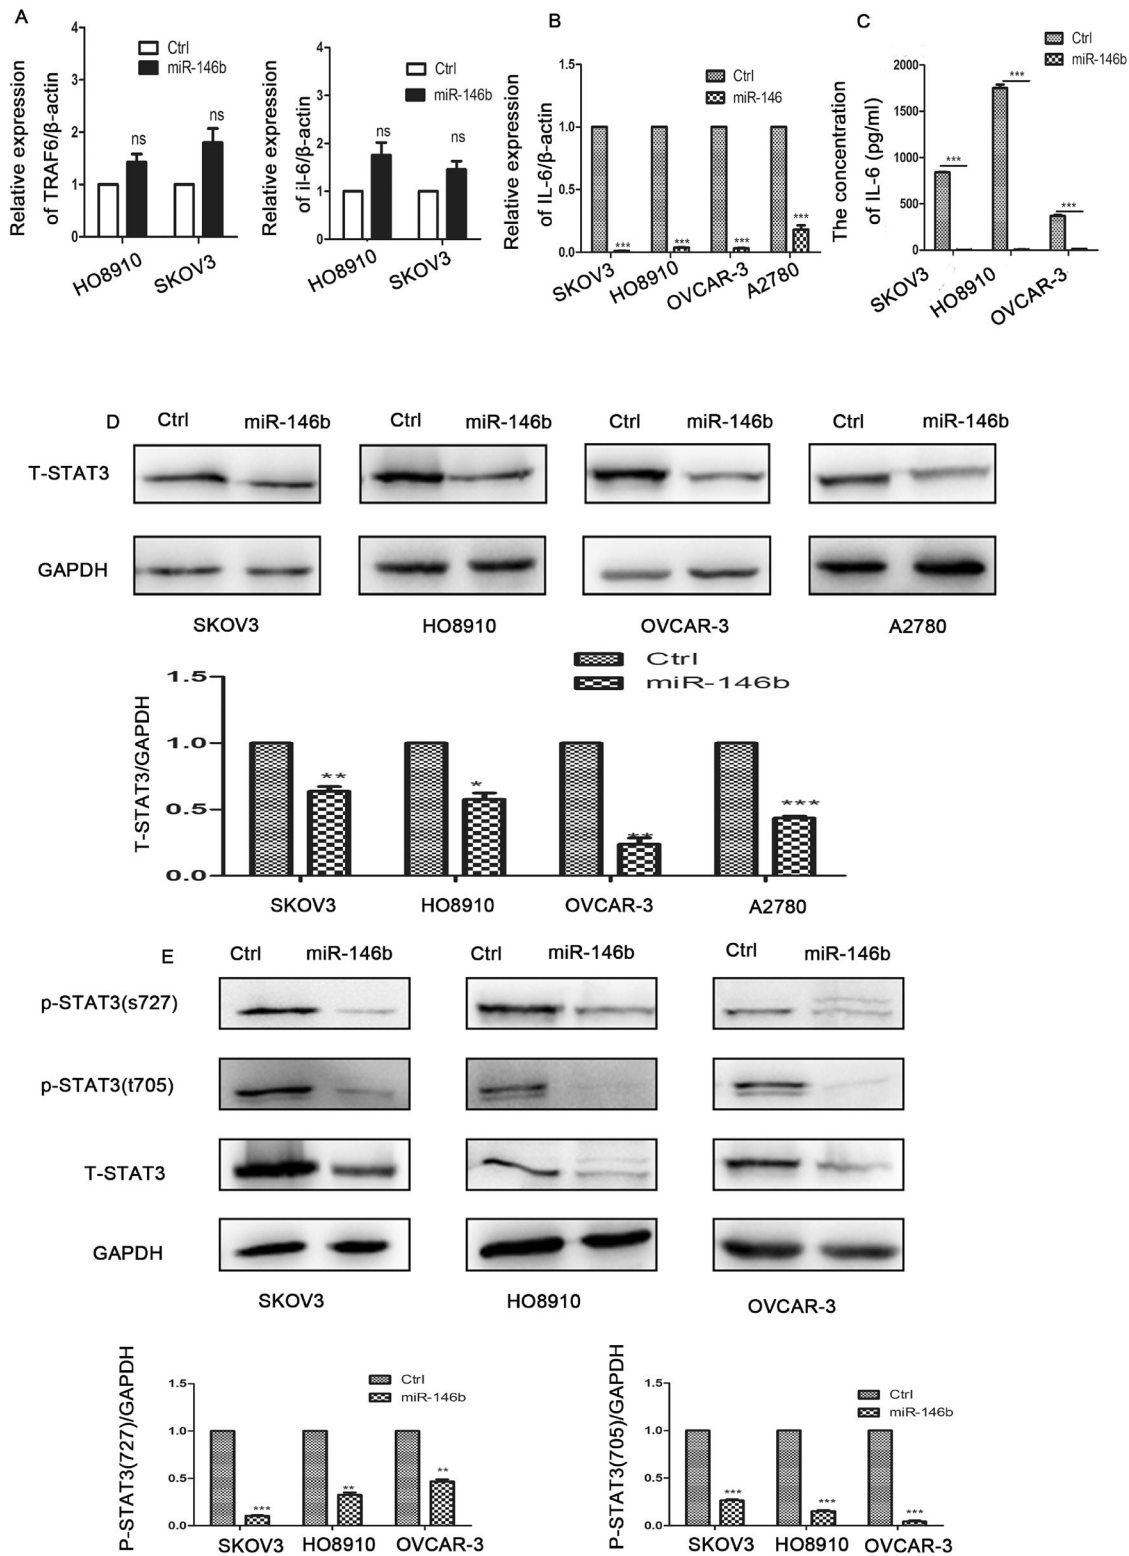 A
Relative expression
of TRAF6/β-actin
4
3
2
1
0
Ctrl
miR-146b
ns
ns
HO8910
SKOV3
Relative expression
of il-6/β-actin
4
3
2
1
0
Ctrl
miR-146b
ns
ns
HO8910
SKOV3
B
Relative expression
of IL-6/β-actin
1.5
1.0
0.5
0.0
Ctrl
miR-146
***
***
***
***
SKOV3
HO8910
OVCAR-3
A2780
C
The concentration
of IL-6 (pg/ml)
2000
1500
1000
500
0
Ctrl
miR-146b
***
***
***
SKOV3
HO8910
OVCAR-3
D
Ctrl miR-146b Ctrl miR-146b Ctrl miR-146b Ctrl miR-146b
T-STAT3
GAPDH
SKOV3 HO8910 OVCAR-3 A2780
T-STAT3/GAPDH
1.5
1.0
0.5
0.0
Ctrl
miR-146b
**
*
**
***
SKOV3 HO8910 OVCAR-3 A2780
E
Ctrl miR-146b Ctrl miR-146b Ctrl miR-146b
p-STAT3(s727)
p-STAT3(t705)
T-STAT3
GAPDH
SKOV3 HO8910 OVCAR-3
P-STAT3(727)/GAPDH
1.5
1.0
0.5
0.0
Ctrl
miR-146b
***
**
**
SKOV3 HO8910 OVCAR-3
P-STAT3(705)/GAPDH
1.5
1.0
0.5
0.0
Ctrl
miR-146b
***
***
***
SKOV3 HO8910 OVCAR-3